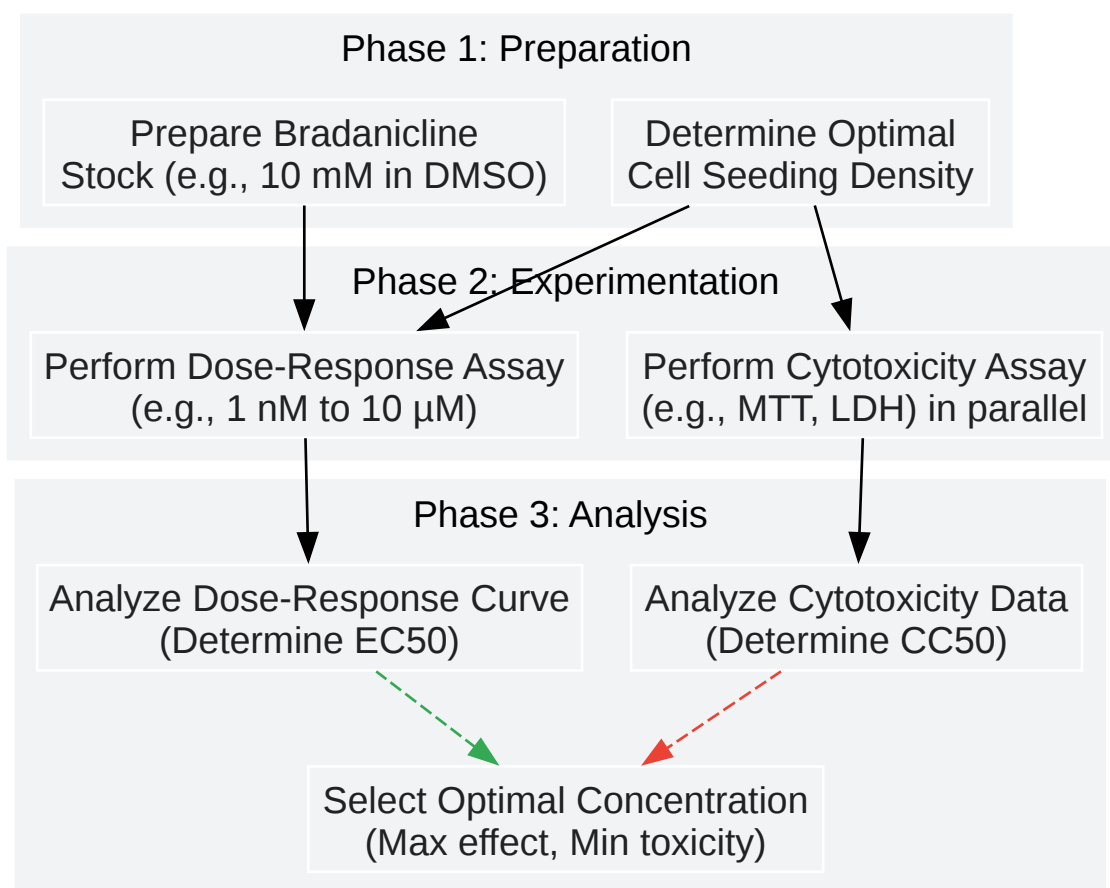 Phase 1: Preparation
Prepare Bradanicline
Stock (e.g., 10 mM in DMSO)
Determine Optimal
Cell Seeding Density
Phase 2: Experimentation
Perform Dose-Response Assay
(e.g., 1 nM to 10 µM)
Perform Cytotoxicity Assay
(e.g., MTT, LDH) in parallel
Phase 3: Analysis
Analyze Dose-Response Curve
(Determine EC50)
Analyze Cytotoxicity Data
(Determine CC50)
Select Optimal Concentration
(Max effect, Min toxicity)